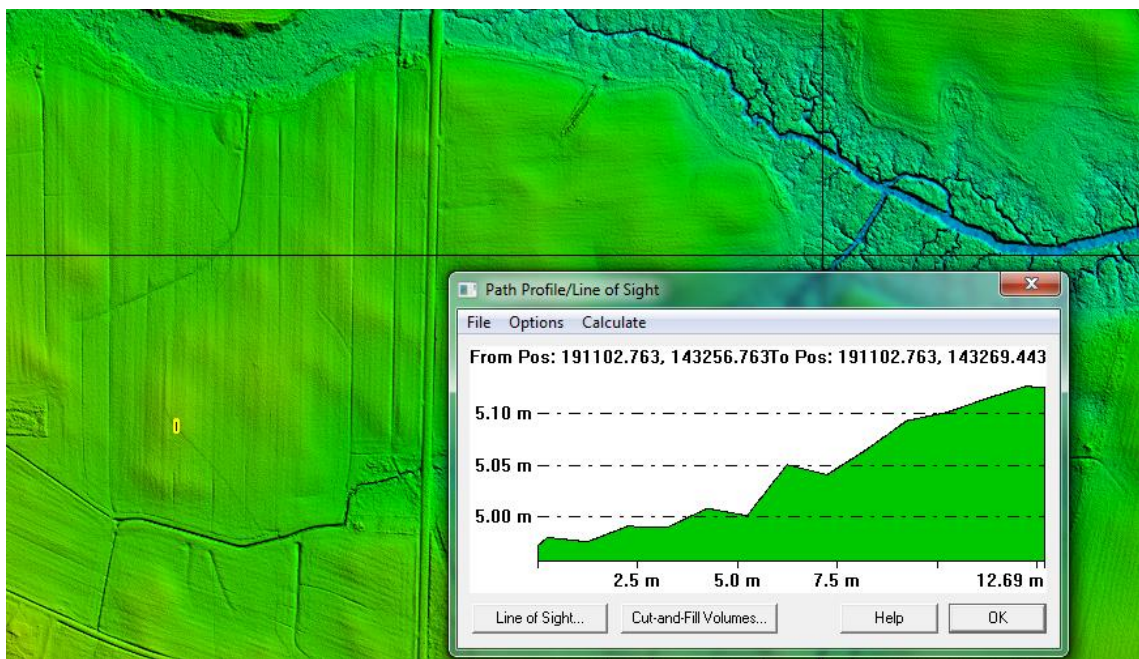 Path Profile/Line of Sight
File Options Calculate
From Pos: 191102.763, 143256.763To Pos: 191102.763, 143269.443
5.10 m
5.05 m
5.00 m
2.5 m 5.0 m 7.5 m 12.69 m
Line of Sight... Cut-and-Fill Volumes... Help OK